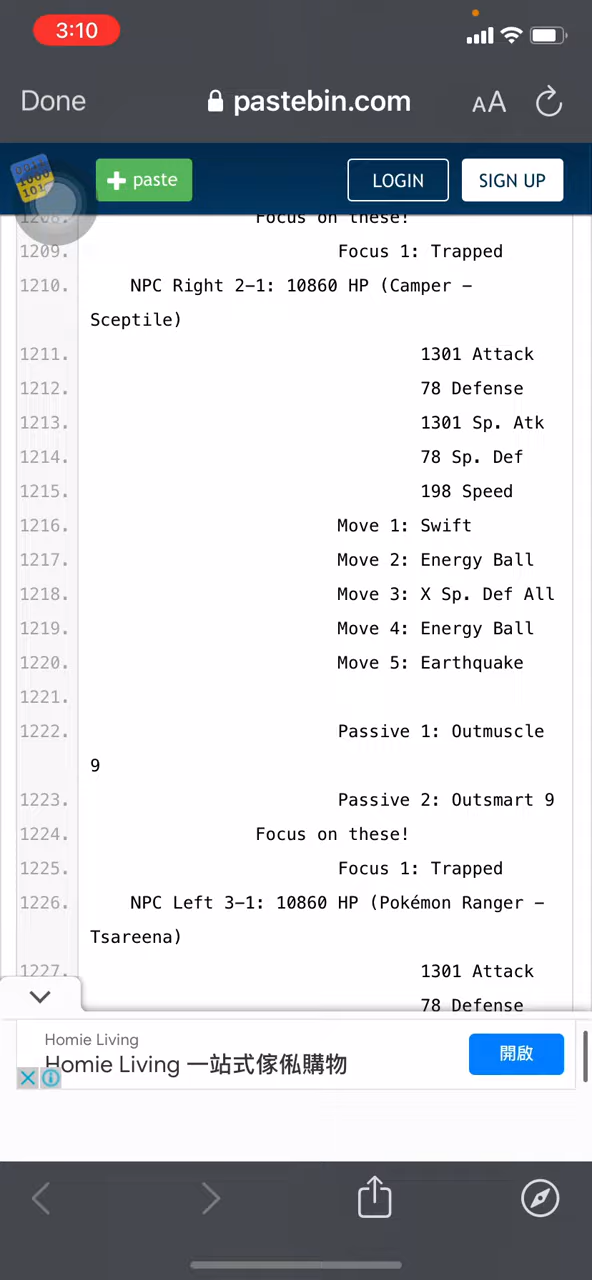 3:10
Done
pastebin.com
AA
paste
LOGIN
SIGN UP
1208. Focus on these!
1209. Focus 1: Trapped
1210. NPC Right 2-1: 10860 HP (Camper -
Sceptile)
1211. 1301 Attack
1212. 78 Defense
1213. 1301 Sp. Atk
1214. 78 Sp. Def
1215. 198 Speed
1216. Move 1: Swift
1217. Move 2: Energy Ball
1218. Move 3: X Sp. Def All
1219. Move 4: Energy Ball
1220. Move 5: Earthquake
1221.
1222. Passive 1: Outmuscle
9
1223. Passive 2: Outsmart 9
1224. Focus on these!
1225. Focus 1: Trapped
1226. NPC Left 3-1: 10860 HP (Pokémon Ranger -
Tsareena)
1227. 1301 Attack
78 Defense
Homie Living
Homie Living 一站式傢俬購物
開啟